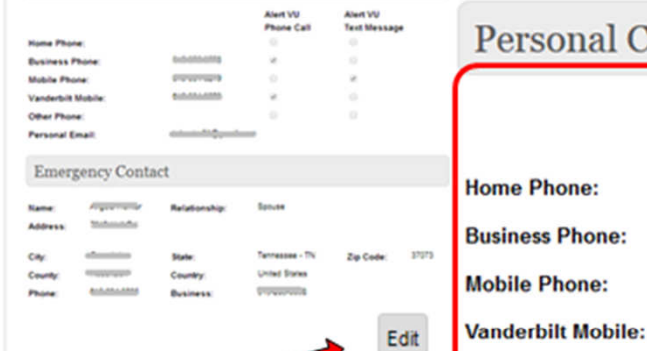 Alert VU Alert VU
Phone Call Text Message
Home Phone:
Business Phone:
Mobile Phone:
Vanderbilt Mobile:
Other Phone:
Personal Email:
Emergency Contact
Name: Relationship: Spouse
Address:
City: State: Tennessee - TN Zip Code: 37073
County: Country: United States
Phone: Business:
Edit
Personal C
Home Phone:
Business Phone:
Mobile Phone:
Vanderbilt Mobile: